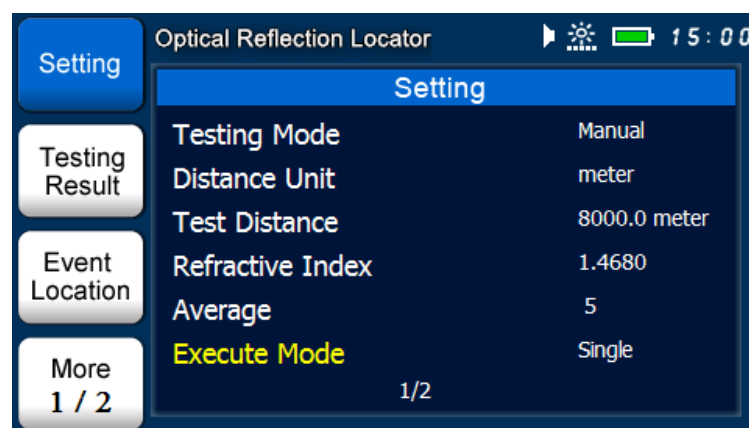 Optical Reflection Locator 15:00
Setting
Testing
Result
Event
Location
More
1 / 2
Setting
Testing Mode Manual
Distance Unit meter
Test Distance 8000.0 meter
Refractive Index 1.4680
Average 5
Execute Mode Single
1/2